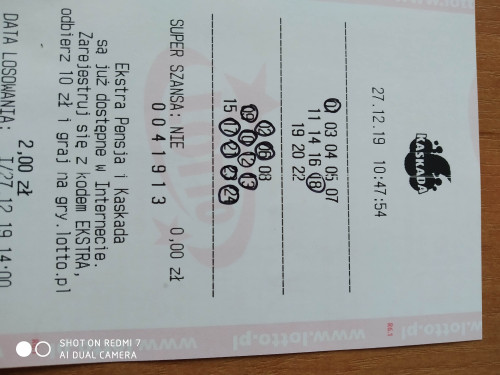 www.lotto.pl
KASKADA
27.12.19 10:47:54
01 03 04 05 07
11 14 16 18
19 20 22
02 06 08
09 10 12 13
15 17 21 23 24
SUPER SZANSA: NIE 0,00 zł
0041913
Ekstra Pensja i Kaskada
są już dostępne w Internecie.
Zarejestruj się z kodem EKSTRA,
odbierz 10 zł i graj na gry.lotto.pl
2,00 zł
DATA LOSOWANIA: I/27.12.19 14:00
SHOT ON REDMI 7
AI DUAL CAMERA